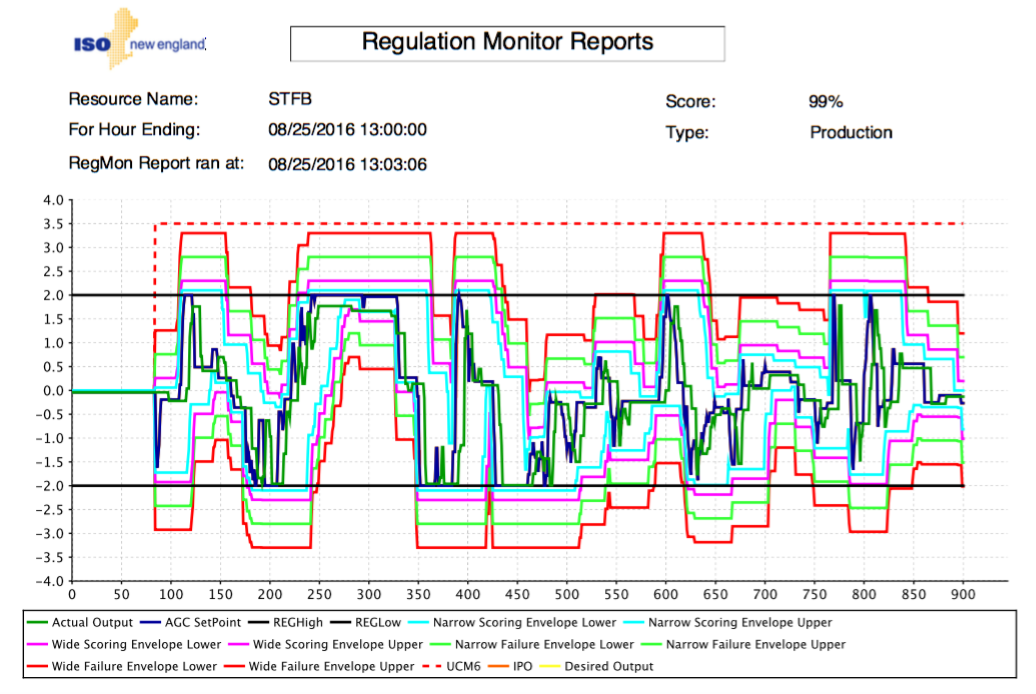 ISO new england
Regulation Monitor Reports
Resource Name: STFB Score: 99%
For Hour Ending: 08/25/2016 13:00:00 Type: Production
RegMon Report ran at: 08/25/2016 13:03:06
4.0
3.5
3.0
2.5
2.0
1.5
1.0
0.5
0.0
−0.5
−1.0
−1.5
−2.0
−2.5
−3.0
−3.5
−4.0
0 50 100 150 200 250 300 350 400 450 500 550 600 650 700 750 800 850 900
Actual Output AGC SetPoint REGHigh REGLow Narrow Scoring Envelope Lower Narrow Scoring Envelope Upper
Wide Scoring Envelope Lower Wide Scoring Envelope Upper Narrow Failure Envelope Lower Narrow Failure Envelope Upper
Wide Failure Envelope Lower Wide Failure Envelope Upper UCM6 IPO Desired Output